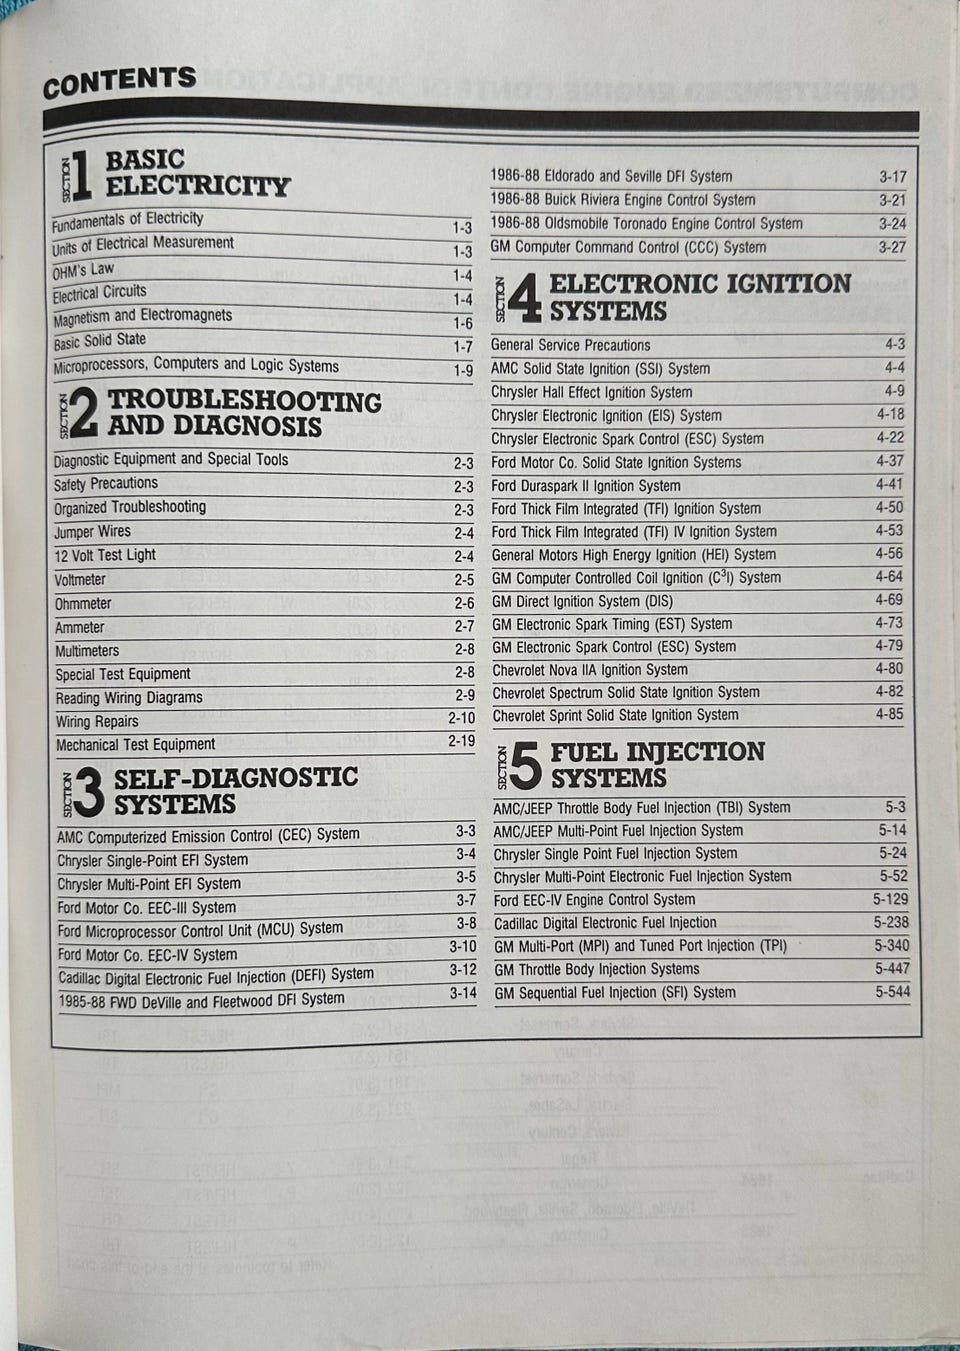 CONTENTS
SECTION 1 BASIC
ELECTRICITY
Fundamentals of Electricity 1-3
Units of Electrical Measurement 1-3
OHM's Law 1-4
Electrical Circuits 1-4
Magnetism and Electromagnets 1-6
Basic Solid State 1-7
Microprocessors, Computers and Logic Systems 1-9
SECTION 2 TROUBLESHOOTING
AND DIAGNOSIS
Diagnostic Equipment and Special Tools 2-3
Safety Precautions 2-3
Organized Troubleshooting 2-3
Jumper Wires 2-4
12 Volt Test Light 2-4
Voltmeter 2-5
Ohmmeter 2-6
Ammeter 2-7
Multimeters 2-8
Special Test Equipment 2-8
Reading Wiring Diagrams 2-9
Wiring Repairs 2-10
Mechanical Test Equipment 2-19
SECTION 3 SELF-DIAGNOSTIC
SYSTEMS
AMC Computerized Emission Control (CEC) System 3-3
Chrysler Single-Point EFI System 3-4
Chrysler Multi-Point EFI System 3-5
Ford Motor Co. EEC-III System 3-7
Ford Microprocessor Control Unit (MCU) System 3-8
Ford Motor Co. EEC-IV System 3-10
Cadillac Digital Electronic Fuel Injection (DEFI) System 3-12
1985-88 FWD DeVille and Fleetwood DFI System 3-14
1986-88 Eldorado and Seville DFI System 3-17
1986-88 Buick Riviera Engine Control System 3-21
1986-88 Oldsmobile Toronado Engine Control System 3-24
GM Computer Command Control (CCC) System 3-27
SECTION 4 ELECTRONIC IGNITION
SYSTEMS
General Service Precautions 4-3
AMC Solid State Ignition (SSI) System 4-4
Chrysler Hall Effect Ignition System 4-9
Chrysler Electronic Ignition (EIS) System 4-18
Chrysler Electronic Spark Control (ESC) System 4-22
Ford Motor Co. Solid State Ignition Systems 4-37
Ford Duraspark II Ignition System 4-41
Ford Thick Film Integrated (TFI) Ignition System 4-50
Ford Thick Film Integrated (TFI) IV Ignition System 4-53
General Motors High Energy Ignition (HEI) System 4-56
GM Computer Controlled Coil Ignition (C³I) System 4-64
GM Direct Ignition System (DIS) 4-69
GM Electronic Spark Timing (EST) System 4-73
GM Electronic Spark Control (ESC) System 4-79
Chevrolet Nova IIA Ignition System 4-80
Chevrolet Spectrum Solid State Ignition System 4-82
Chevrolet Sprint Solid State Ignition System 4-85
SECTION 5 FUEL INJECTION
SYSTEMS
AMC/JEEP Throttle Body Fuel Injection (TBI) System 5-3
AMC/JEEP Multi-Point Fuel Injection System 5-14
Chrysler Single Point Fuel Injection System 5-24
Chrysler Multi-Point Electronic Fuel Injection System 5-52
Ford EEC-IV Engine Control System 5-129
Cadillac Digital Electronic Fuel Injection 5-238
GM Multi-Port (MPI) and Tuned Port Injection (TPI) 5-340
GM Throttle Body Injection Systems 5-447
GM Sequential Fuel Injection (SFI) System 5-544